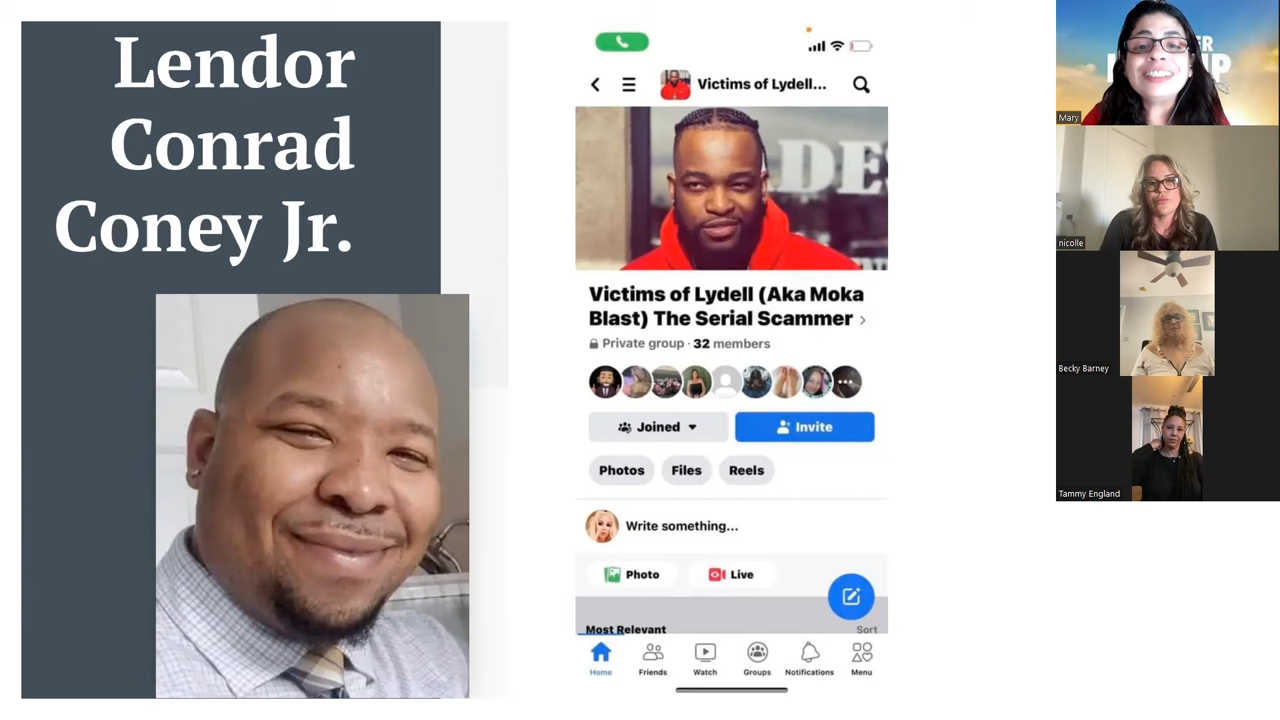 Lendor
Conrad
Coney Jr.
Victims of Lydell...
DES
Victims of Lydell (Aka Moka
Blast) The Serial Scammer
Private group · 32 members
Joined
Invite
Photos
Files
Reels
Write something...
Photo
Live
Most Relevant
Sort
Home
Friends
Watch
Groups
Notifications
Menu
Mary
nicolle
Becky Barney
Tammy England